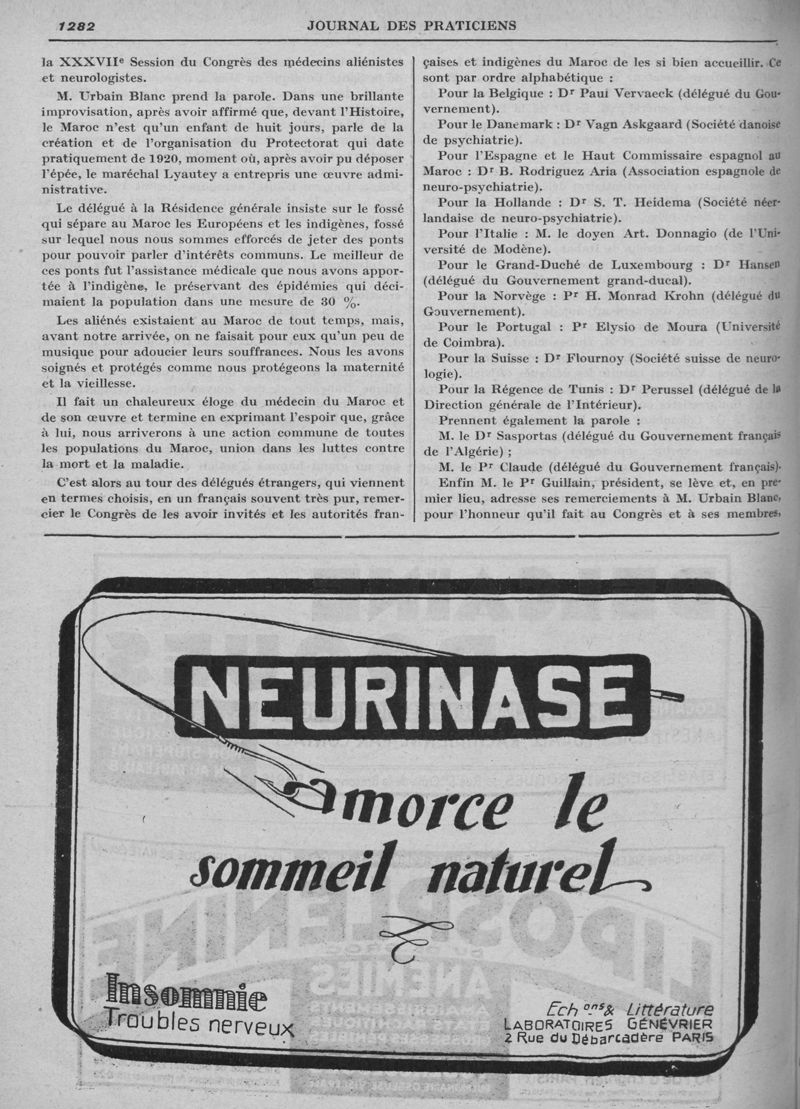 1282
JOURNAL DES PRATICIENS
la XXXVIIe Session du Congrès des médecins aliénistes
et neurologistes.
M. Urbain Blanc prend la parole. Dans une brillante
improvisation, après avoir affirmé que, devant l'Histoire,
le Maroc n'est qu'un enfant de huit jours, parle de la
création et de l'organisation du Protectorat qui date
pratiquement de 1920, moment où, après avoir pu déposer
l'épée, le maréchal Lyautey a entrepris une œuvre admi-
nistrative.
Le délégué à la Résidence générale insiste sur le fossé
qui sépare au Maroc les Européens et les indigènes, fossé
sur lequel nous nous sommes efforcés de jeter des ponts
pour pouvoir parler d'intérêts communs. Le meilleur de
ces ponts fut l'assistance médicale que nous avons appor-
tée à l'indigène, le préservant des épidémies qui déci-
maient la population dans une mesure de 30 %.
Les aliénés existaient au Maroc de tout temps, mais,
avant notre arrivée, on ne faisait pour eux qu'un peu de
musique pour adoucier leurs souffrances. Nous les avons
soignés et protégés comme nous protégeons la maternité
et la vieillesse.
Il fait un chaleureux éloge du médecin du Maroc et
de son œuvre et termine en exprimant l'espoir que, grâce
à lui, nous arriverons à une action commune de toutes
les populations du Maroc, union dans les luttes contre
la mort et la maladie.
C'est alors au tour des délégués étrangers, qui viennent
en termes choisis, en un français souvent très pur, remer-
cier le Congrès de les avoir invités et les autorités fran-
çaises et indigènes du Maroc de les si bien accueillir. Ce
sont par ordre alphabétique :
Pour la Belgique : Dr Paul Vervaeck (délégué du Gou-
vernement).
Pour le Danemark : Dr Vagn Askgaard (Société danoise
de psychiatrie).
Pour l'Espagne et le Haut Commissaire espagnol au
Maroc : Dr B. Rodriguez Aria (Association espagnole de
neuro-psychiatrie).
Pour la Hollande : Dr S. T. Heidema (Société néer-
landaise de neuro-psychiatrie).
Pour l'Italie : M. le doyen Art. Donnagio (de l'Uni-
versité de Modène).
Pour le Grand-Duché de Luxembourg : Dr Hansen
(délégué du Gouvernement grand-ducal).
Pour la Norvège : Pr H. Monrad Krohn (délégué du
Gouvernement).
Pour le Portugal : Pr Elysio de Moura (Université
de Coimbra).
Pour la Suisse : Dr Flournoy (Société suisse de neuro-
logie).
Pour la Régence de Tunis : Dr Perussel (délégué de la
Direction générale de l'Intérieur).
Prennent également la parole :
M. le Dr Sasportas (délégué du Gouvernement français
de l'Algérie) ;
M. le Pr Claude (délégué du Gouvernement français).
Enfin M. le Pr Guillain, président, se lève et, en pre-
mier lieu, adresse ses remerciements à M. Urbain Blanc,
pour l'honneur qu'il fait au Congrès et à ses membres,
NEURINASE
amorce le
sommeil naturel
Insomnie
Troubles nerveux
Echons & Littérature
LABORATOIRES GÉNÉVRIER
2 Rue du Débarcadère PARIS